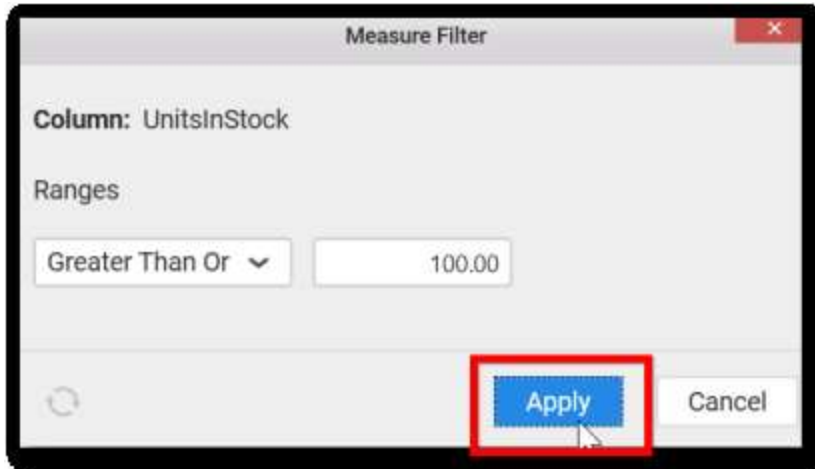 Measure Filter
Column: UnitsInStock
Ranges
Greater Than Or 100.00
Apply Cancel